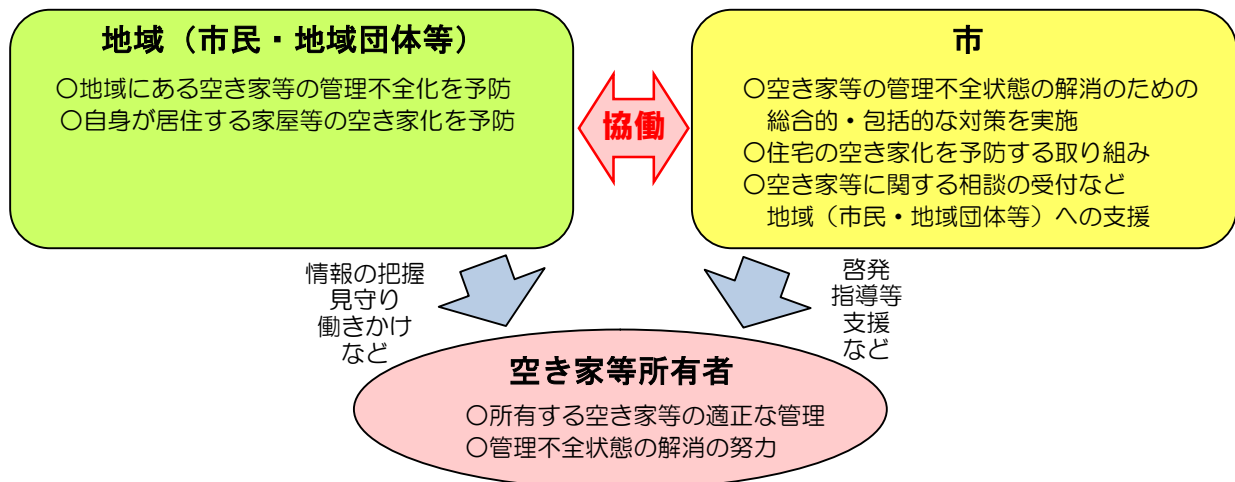 地域（市民・地域団体等）
○地域にある空き家等の管理不全化を予防
○自身が居住する家屋等の空き家化を予防
協働
市
○空き家等の管理不全状態の解消のための
総合的・包括的な対策を実施
○住宅の空き家化を予防する取り組み
○空き家等に関する相談の受付など
地域（市民・地域団体等）への支援
情報の把握
見守り
働きかけ
など
啓発
指導等
支援
など
空き家等所有者
○所有する空き家等の適正な管理
○管理不全状態の解消の努力